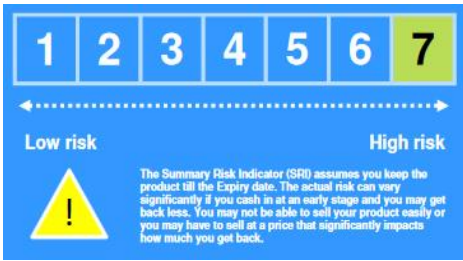 1 2 3 4 5 6 7
Low risk High risk
!
The Summary Risk Indicator (SRI) assumes you keep the
product till the Expiry date. The actual risk can vary
significantly if you cash in at an early stage and you may get
back less. You may not be able to sell your product easily or
you may have to sell at a price that significantly impacts
how much you get back.